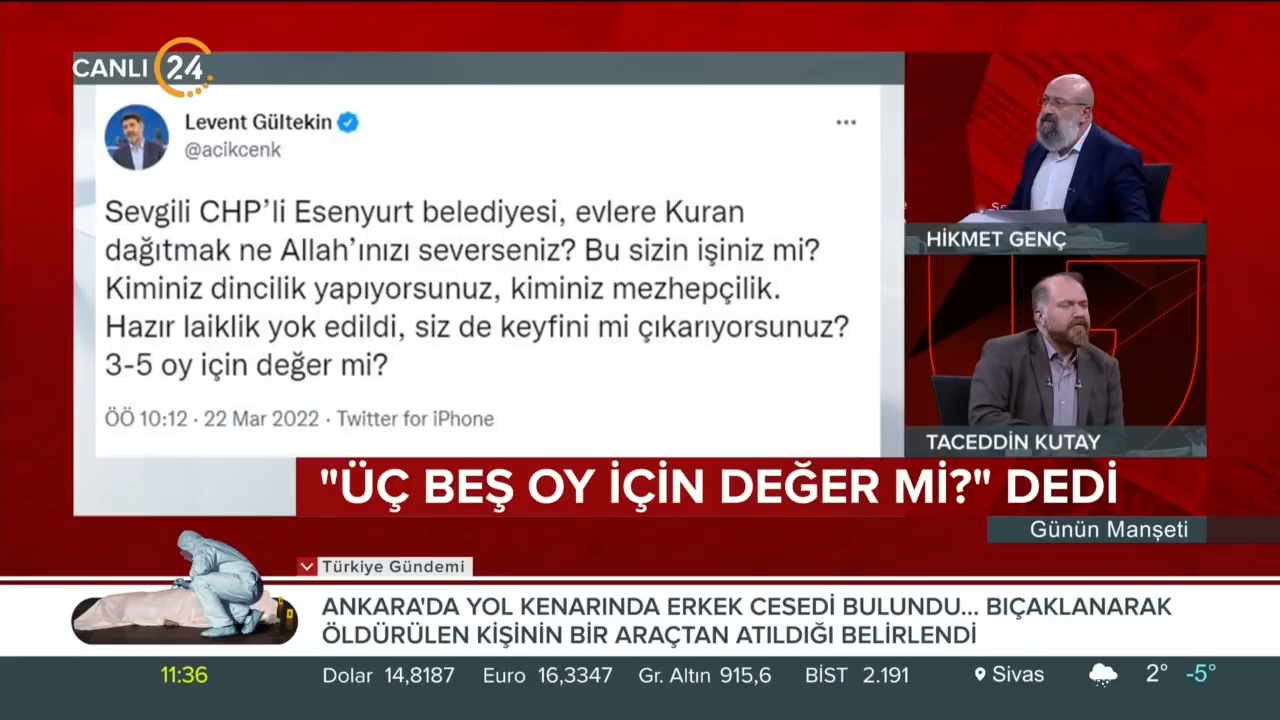 CANLI 24
Levent Gültekin
@acikcenk
Sevgili CHP'li Esenyurt belediyesi, evlere Kuran
dağıtmak ne Allah'ınızı severseniz? Bu sizin işiniz mi?
Kiminiz dincilik yapıyorsunuz, kiminiz mezhepçilik.
Hazır laiklik yok edildi, siz de keyfini mi çıkarıyorsunuz?
3-5 oy için değer mi?
ÖÖ 10:12 · 22 Mar 2022 · Twitter for iPhone
HİKMET GENÇ
TACEDDİN KUTAY
"ÜÇ BEŞ OY İÇİN DEĞER Mİ?" DEDİ
Günün Manşeti
Türkiye Gündemi
ANKARA'DA YOL KENARINDA ERKEK CESEDİ BULUNDU... BIÇAKLANARAK
ÖLDÜRÜLEN KİŞİNİN BİR ARAÇTAN ATILDIĞI BELİRLENDİ
11:36 Dolar 14,8187 Euro 16,3347 Gr. Altın 915,6 BİST 2.191 Sivas 2° -5°